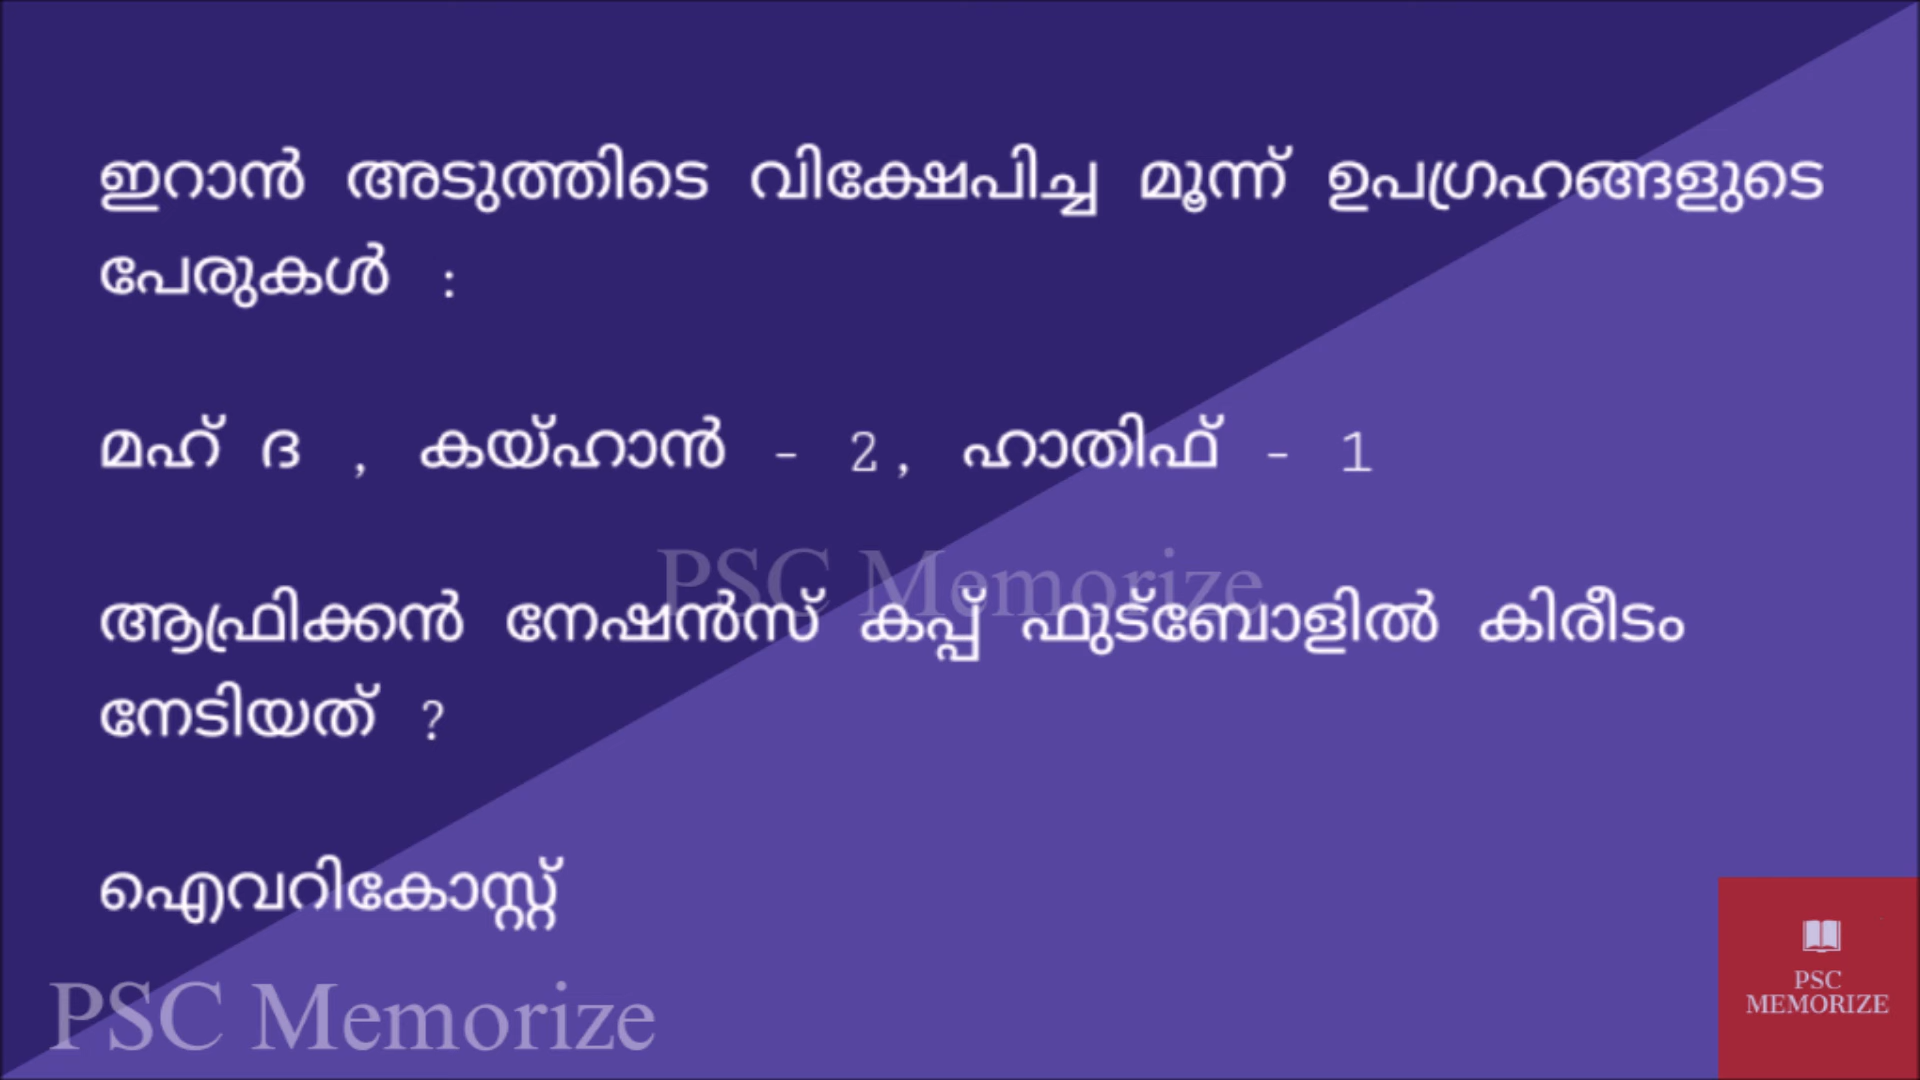 ഇറാൻ അടുത്തിടെ വിക്ഷേപിച്ച മൂന്ന് ഉപഗ്രഹങ്ങളുടെ
പേരുകൾ :
മഹ് ദ , കയ്ഹാൻ - 2, ഹാതിഫ് - 1
PSC Memorize
ആഫ്രിക്കൻ നേഷൻസ് കപ്പ് ഫുട്ബോളിൽ കിരീടം
നേടിയത് ?
ഐവറികോസ്റ്റ്
PSC Memorize
PSC
MEMORIZE